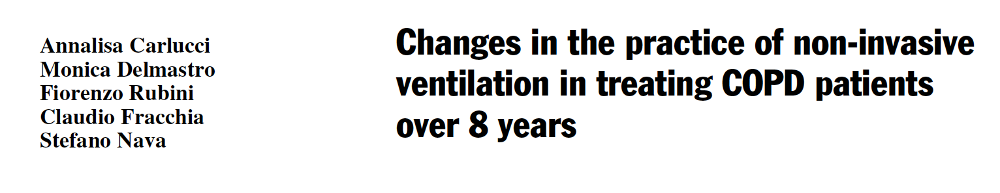 Annalisa Carlucci
Monica Delmastro
Fiorenzo Rubini
Claudio Fracchia
Stefano Nava
Changes in the practice of non-invasive
ventilation in treating COPD patients
over 8 years